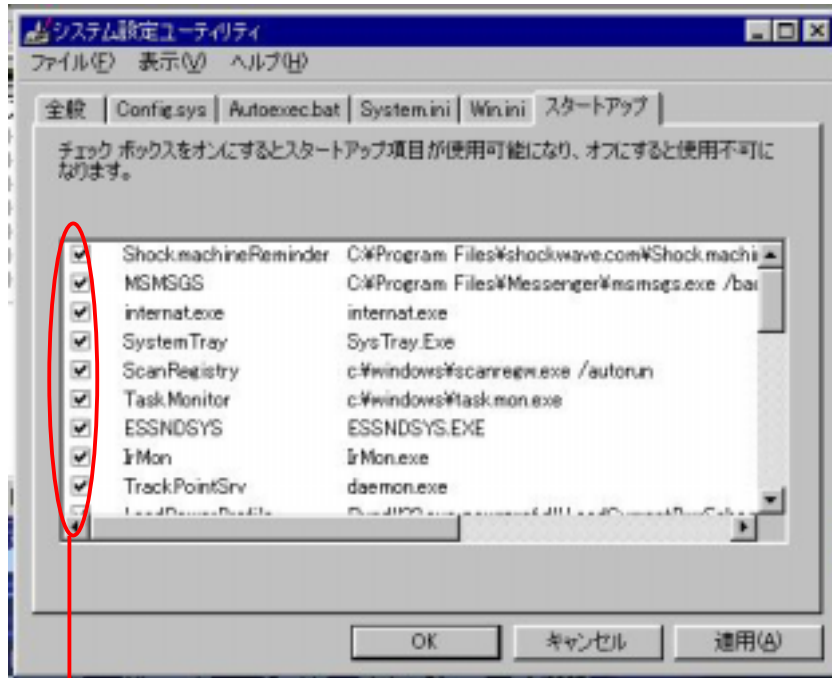 システム設定ユーティリティ
ファイル(F) 表示(V) ヘルプ(H)
全般 Config.sys Autoexec.bat System.ini Win.ini スタートアップ
チェック ボックスをオンにするとスタートアップ項目が使用可能になり、オフにすると使用不可に
なります。
ShockmachineReminder C:¥Program Files¥shockwave.com¥Shockmachi
MSMSGS C:¥Program Files¥Messenger¥msmsgs.exe /bac
internat.exe internat.exe
SystemTray SysTray.Exe
ScanRegistry c:¥windows¥scanregw.exe /autorun
TaskMonitor c:¥windows¥taskmon.exe
ESSNDSYS ESSNDSYS.EXE
IrMon IrMon.exe
TrackPointSrv daemon.exe
OK キャンセル 適用(A)